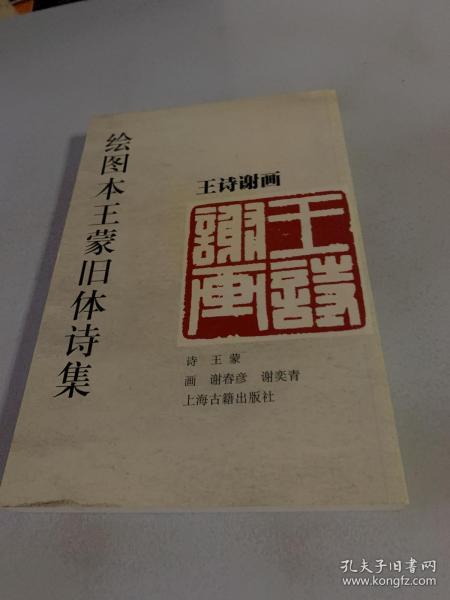 绘图本王蒙旧体诗集
王诗谢画
王詩
謝画
诗 王蒙
画 谢春彦 谢奕青
上海古籍出版社
孔夫子旧书网
www.kongfz.com